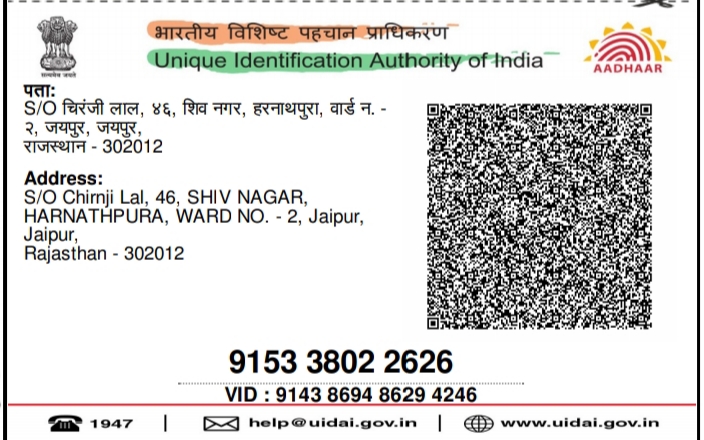 भारतीय विशिष्ट पहचान प्राधिकरण
Unique Identification Authority of India
सत्यमेव जयते
AADHAAR
पता:
S/O चिरंजी लाल, ४६, शिव नगर, हरनाथपुरा, वार्ड न. -
२, जयपुर, जयपुर,
राजस्थान - 302012
Address:
S/O Chirnji Lal, 46, SHIV NAGAR,
HARNATHPURA, WARD NO. - 2, Jaipur,
Jaipur,
Rajasthan - 302012
9153 3802 2626
VID : 9143 8694 8629 4246
1947 | help@uidai.gov.in | www.uidai.gov.in